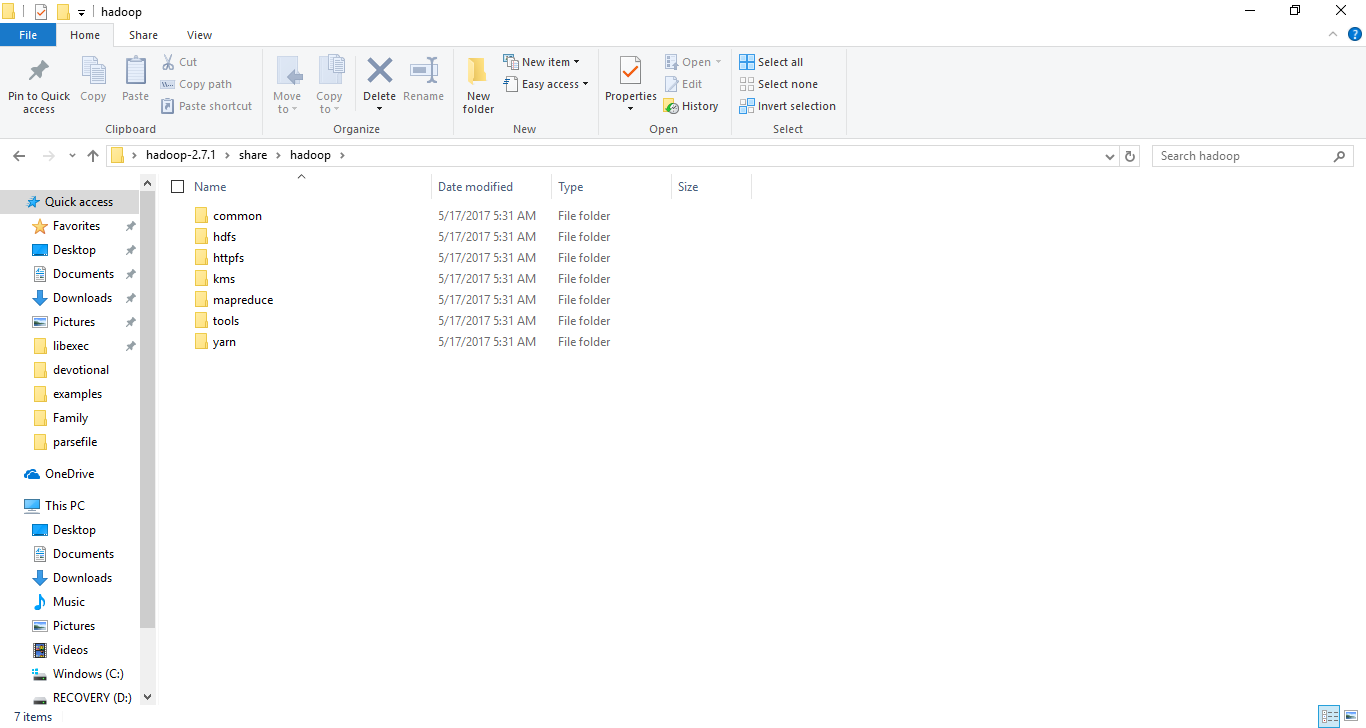 hadoop
File Home Share View
Pin to Quick access
Copy
Paste
Cut
Copy path
Paste shortcut
Clipboard
Move to
Copy to
Delete
Rename
Organize
New folder
New item
Easy access
New
Properties
Open
Edit
History
Open
Select all
Select none
Invert selection
Select
hadoop-2.7.1 share hadoop
Search hadoop
Quick access
Favorites
Desktop
Documents
Downloads
Pictures
libexec
devotional
examples
Family
parsefile
OneDrive
This PC
Desktop
Documents
Downloads
Music
Pictures
Videos
Windows (C:)
RECOVERY (D:)
Name Date modified Type Size
common 5/17/2017 5:31 AM File folder
hdfs 5/17/2017 5:31 AM File folder
httpfs 5/17/2017 5:31 AM File folder
kms 5/17/2017 5:31 AM File folder
mapreduce 5/17/2017 5:31 AM File folder
tools 5/17/2017 5:31 AM File folder
yarn 5/17/2017 5:31 AM File folder
7 items